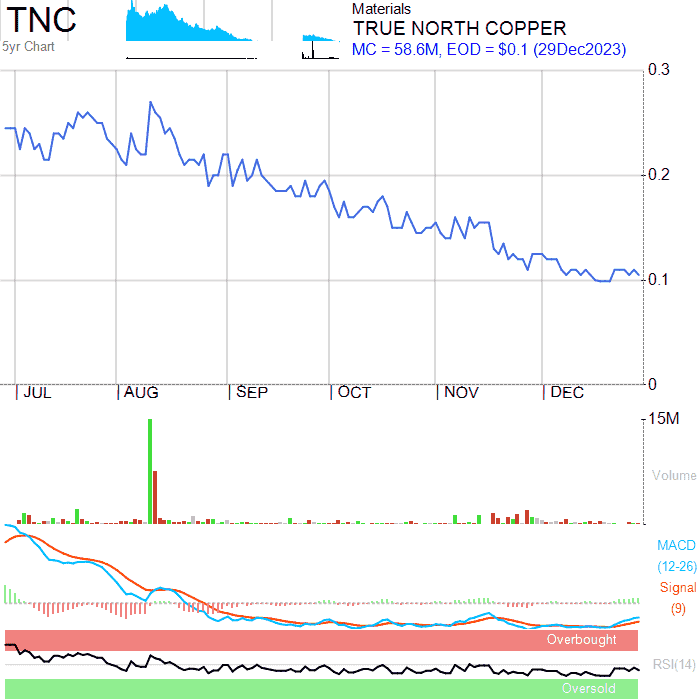 TNC
5yr Chart
Materials
TRUE NORTH COPPER
MC = 58.6M, EOD = $0.1 (29Dec2023)
0.3
0.2
0.1
0
JUL AUG SEP OCT NOV DEC
15M
Volume
MACD
(12-26)
Signal
(9)
Overbought
RSI(14)
Oversold